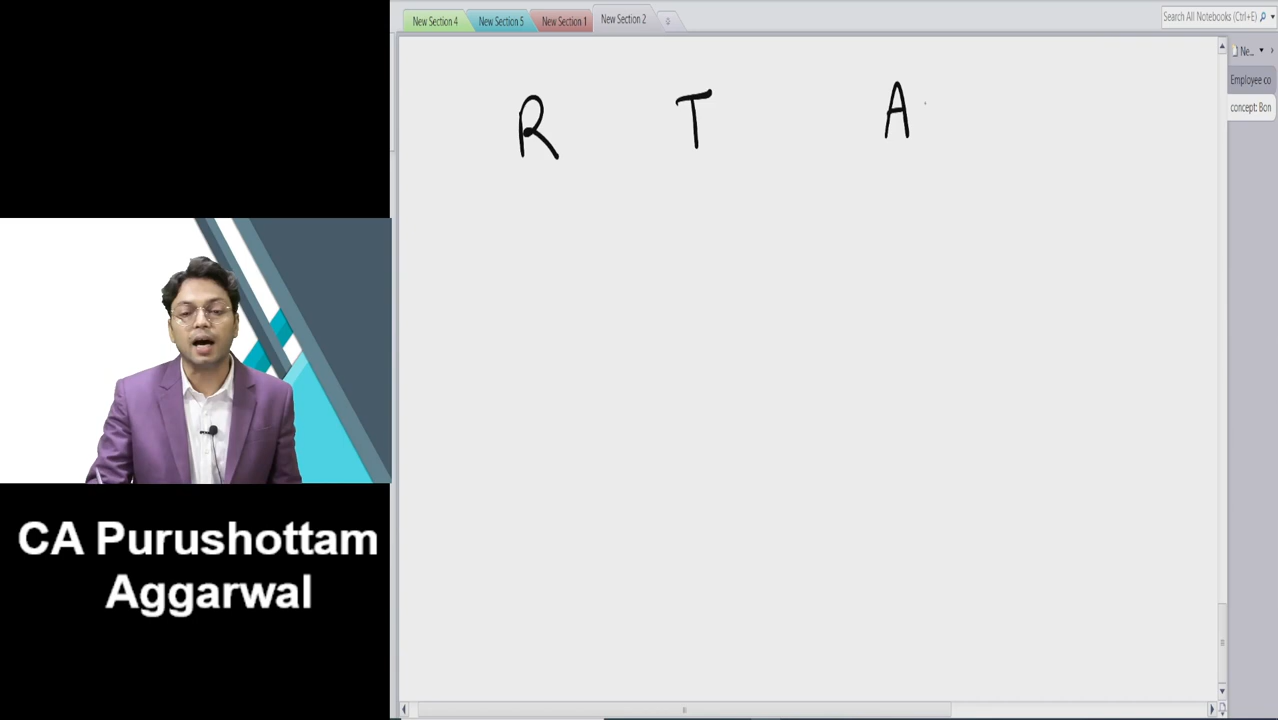 New Section 4 New Section 5 New Section 1 New Section 2
Search All Notebooks (Ctrl+E)
Ne...
Employee co
concept: Bon
R T A
CA Purushottam
Aggarwal